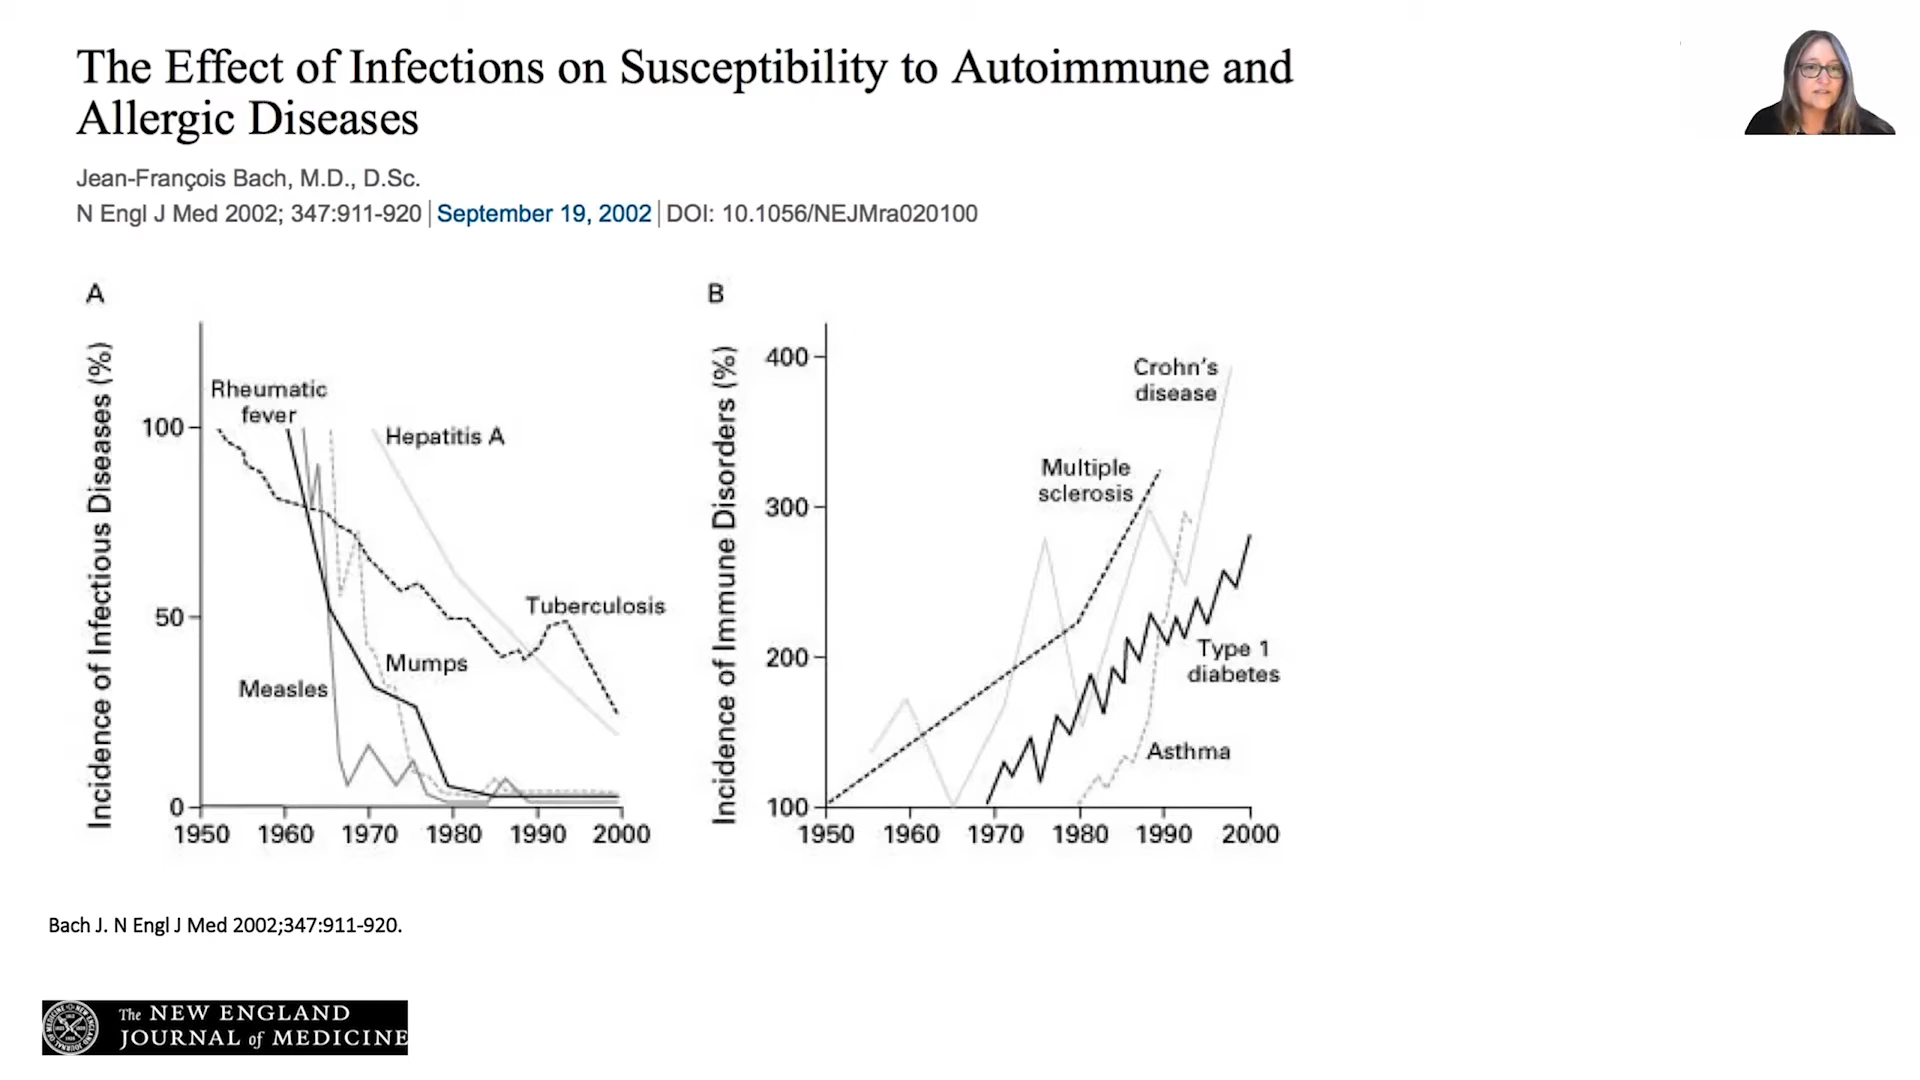 The Effect of Infections on Susceptibility to Autoimmune and
Allergic Diseases
Jean-François Bach, M.D., D.Sc.
N Engl J Med 2002; 347:911-920 | September 19, 2002 | DOI: 10.1056/NEJMra020100
A
Incidence of Infectious Diseases (%)
100
50
0
1950 1960 1970 1980 1990 2000
Rheumatic
fever
Hepatitis A
Tuberculosis
Mumps
Measles
B
Incidence of Immune Disorders (%)
400
300
200
100
1950 1960 1970 1980 1990 2000
Crohn's
disease
Multiple
sclerosis
Type 1
diabetes
Asthma
Bach J. N Engl J Med 2002;347:911-920.
The NEW ENGLAND
JOURNAL of MEDICINE